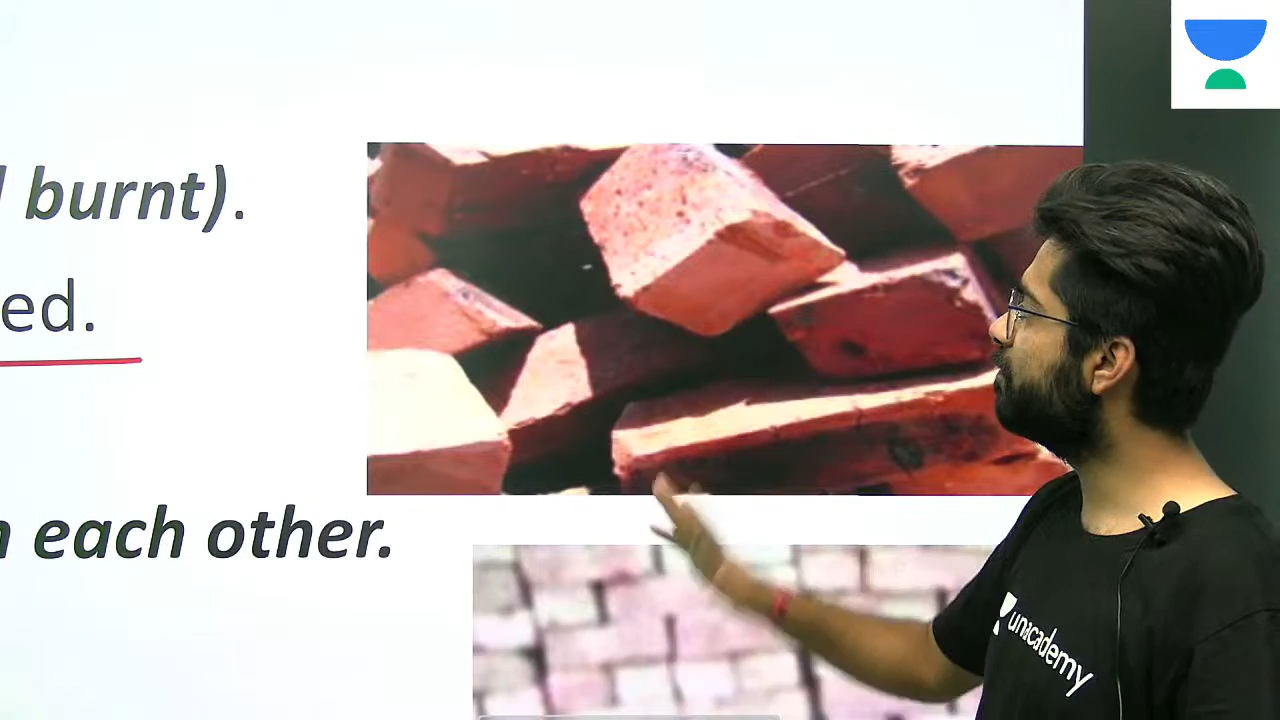 burnt).
ed.
each other.
unacademy